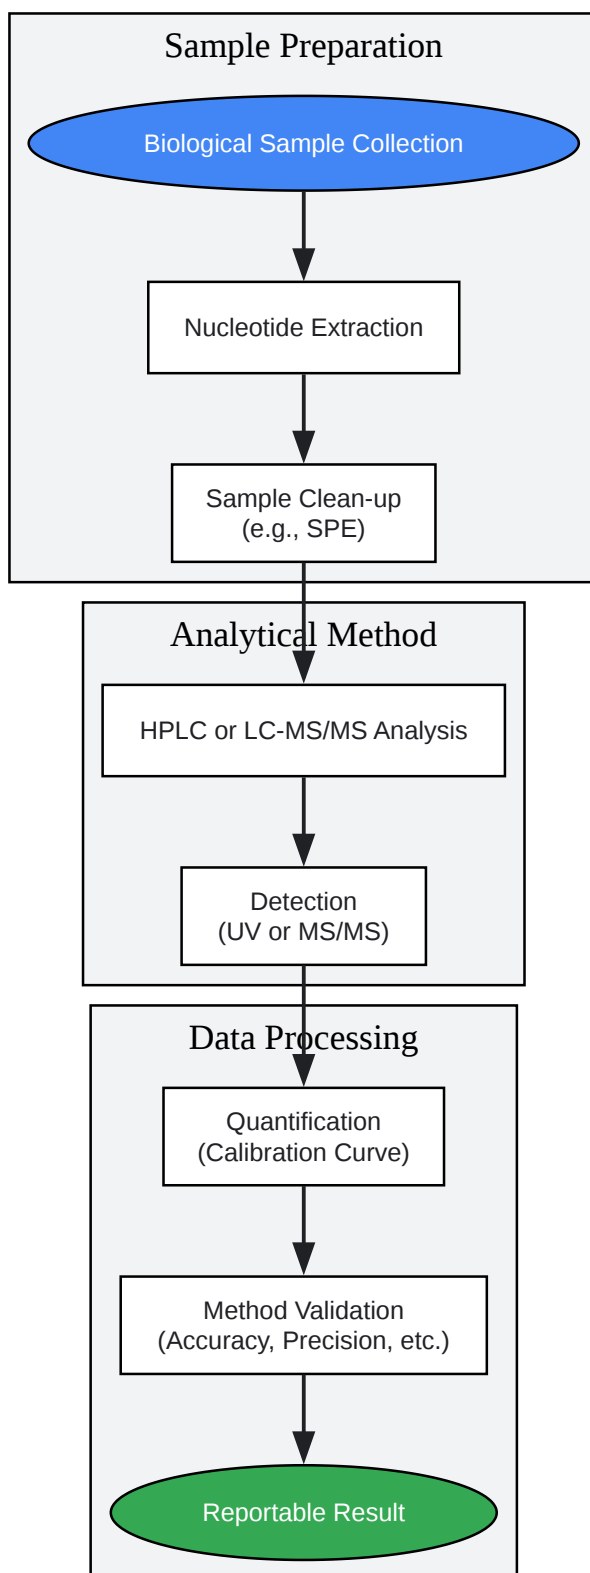 Sample Preparation
Biological Sample Collection
Nucleotide Extraction
Sample Clean-up
(e.g., SPE)
Analytical Method
HPLC or LC-MS/MS Analysis
Detection
(UV or MS/MS)
Data Processing
Quantification
(Calibration Curve)
Method Validation
(Accuracy, Precision, etc.)
Reportable Result